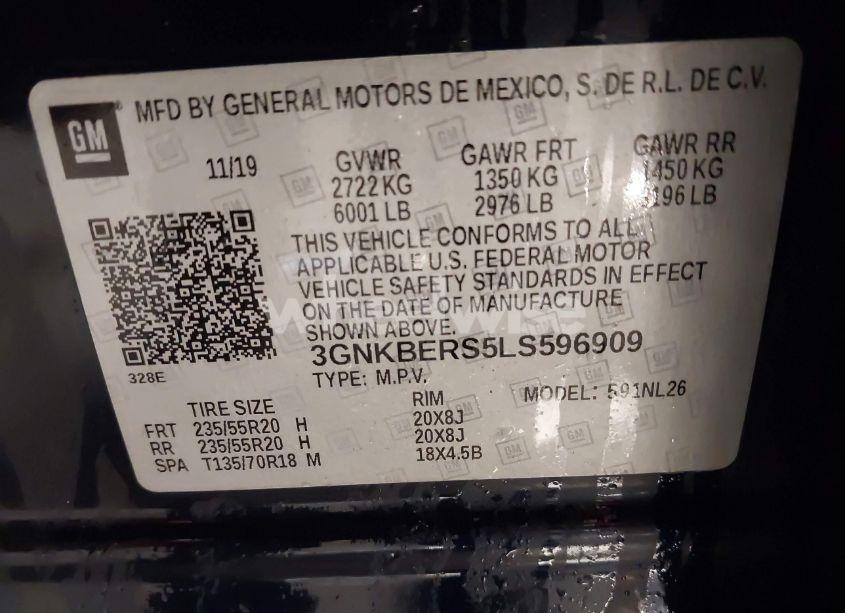 GM
MFD BY GENERAL MOTORS DE MEXICO, S. DE R.L. DE C.V.
11/19
GVWR GAWR FRT GAWR RR
2722 KG 1350 KG 1450 KG
6001 LB 2976 LB 196 LB
THIS VEHICLE CONFORMS TO ALL
APPLICABLE U.S. FEDERAL MOTOR
VEHICLE SAFETY STANDARDS IN EFFECT
ON THE DATE OF MANUFACTURE
SHOWN ABOVE.
3GNKBERS5LS596909
328E
TYPE: M.P.V.
MODEL: 591NL26
TIRE SIZE RIM
FRT 235/55R20 H 20X8J
RR 235/55R20 H 20X8J
SPA T135/70R18 M 18X4.5B